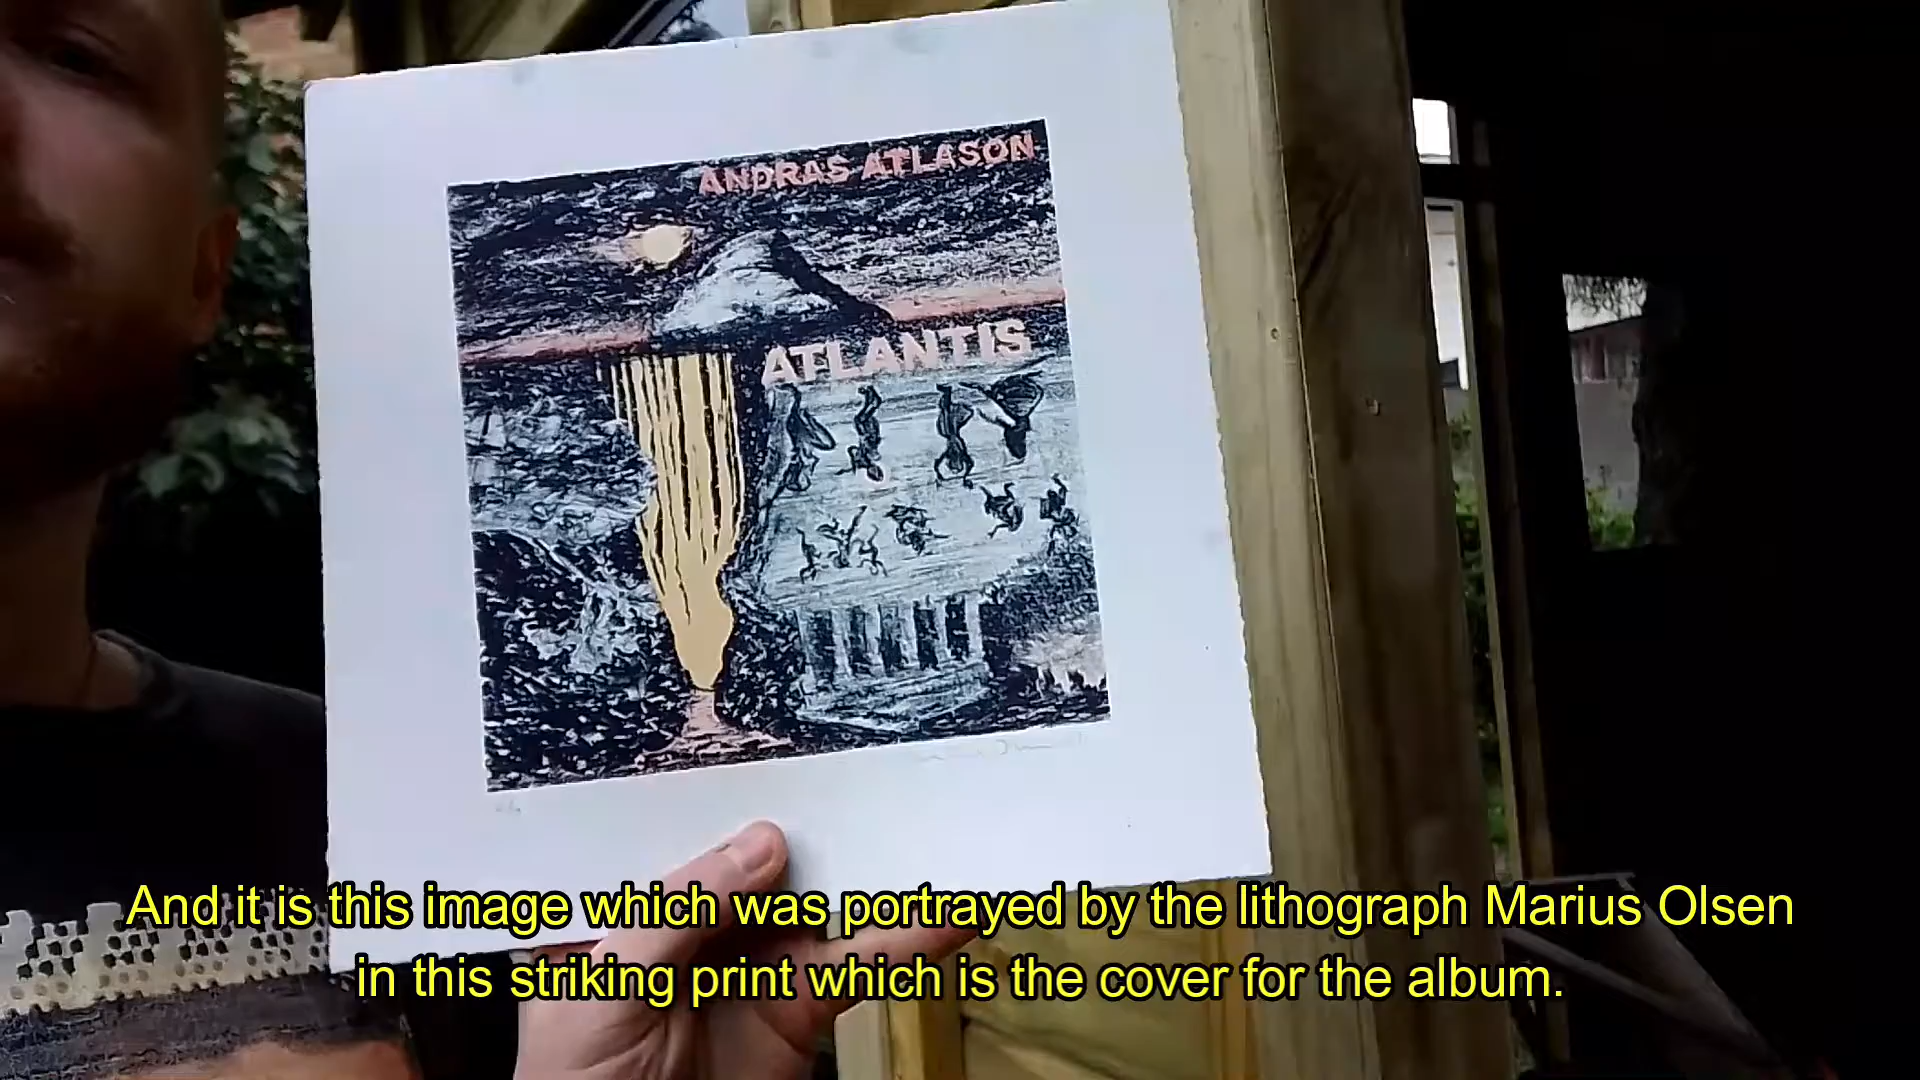 ANDRAS ATLASON
ATLANTIS
And it is this image which was portrayed by the lithograph Marius Olsen
in this striking print which is the cover for the album.